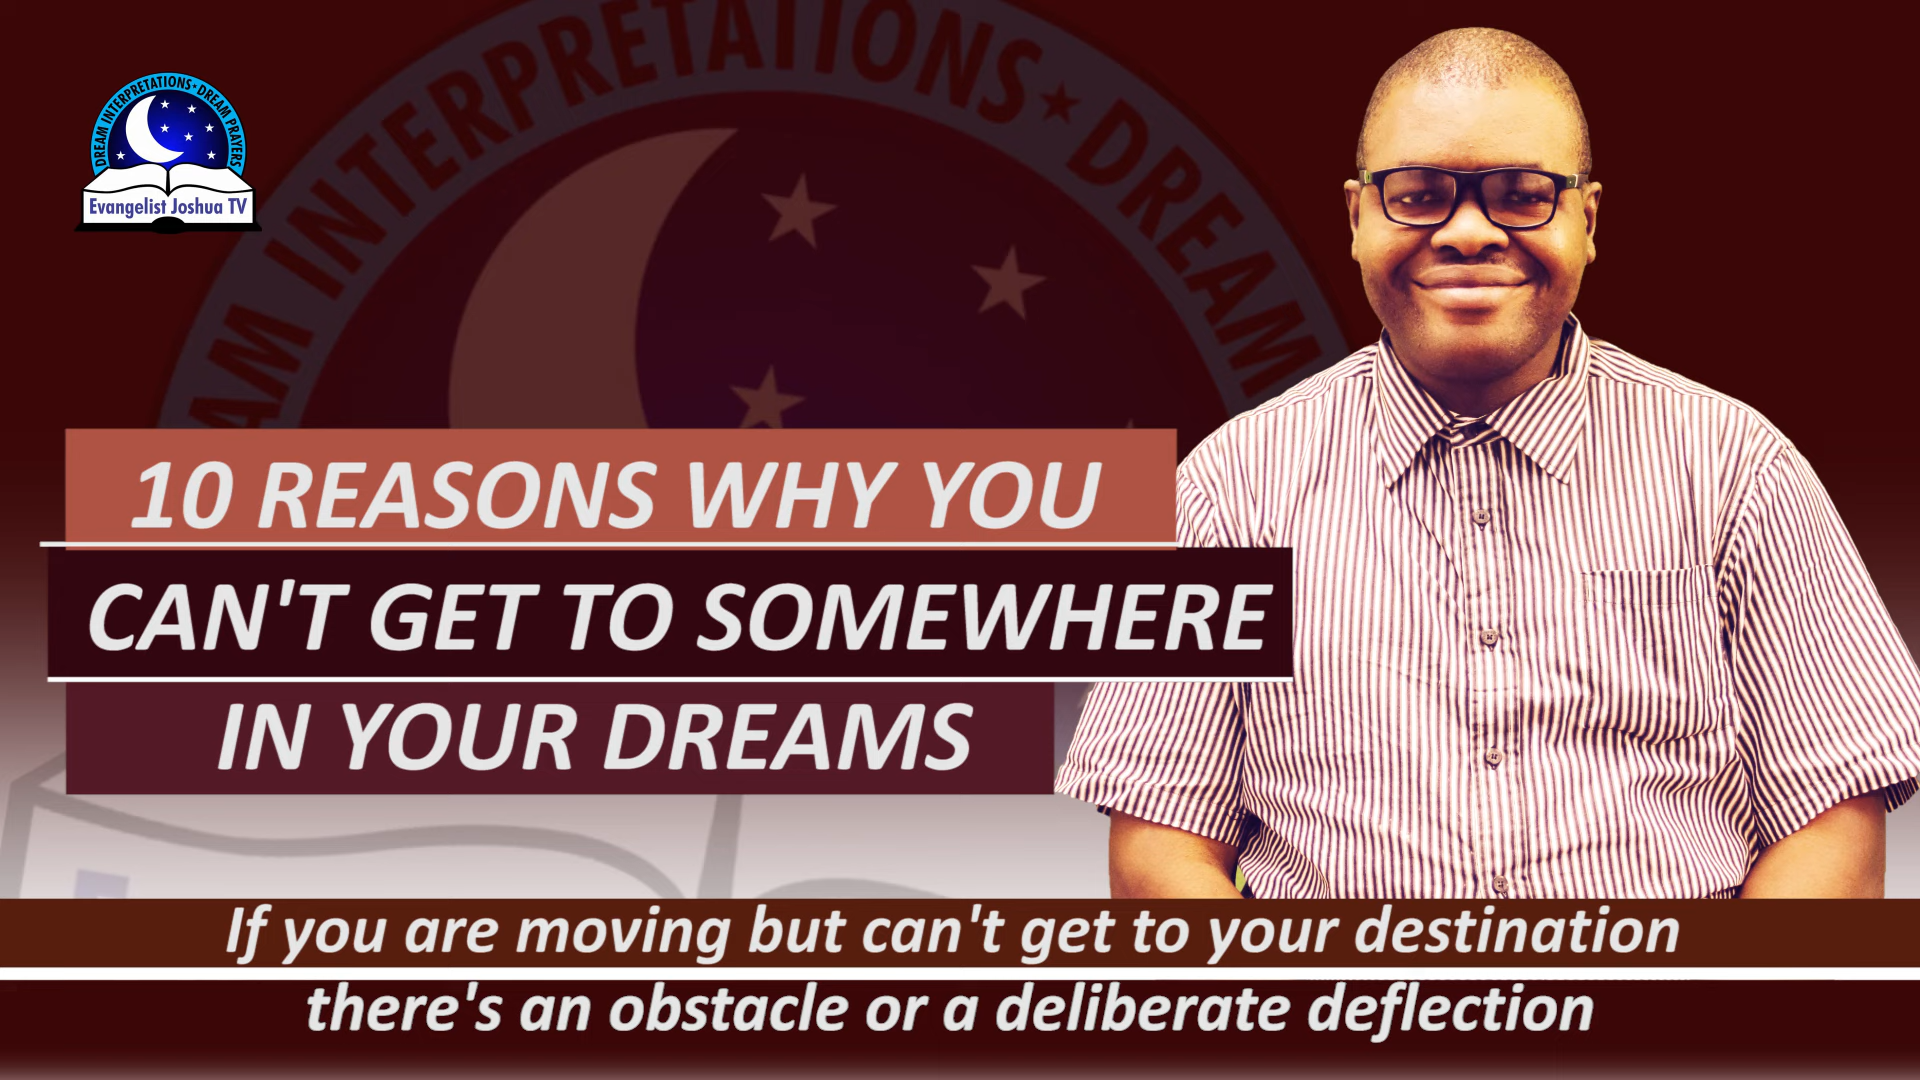 DREAM INTERPRETATIONS★DREAM PRAYERS
Evangelist Joshua TV
AM INTERPRETATIONS★DREAM
10 REASONS WHY YOU
CAN'T GET TO SOMEWHERE
IN YOUR DREAMS
If you are moving but can't get to your destination
there's an obstacle or a deliberate deflection